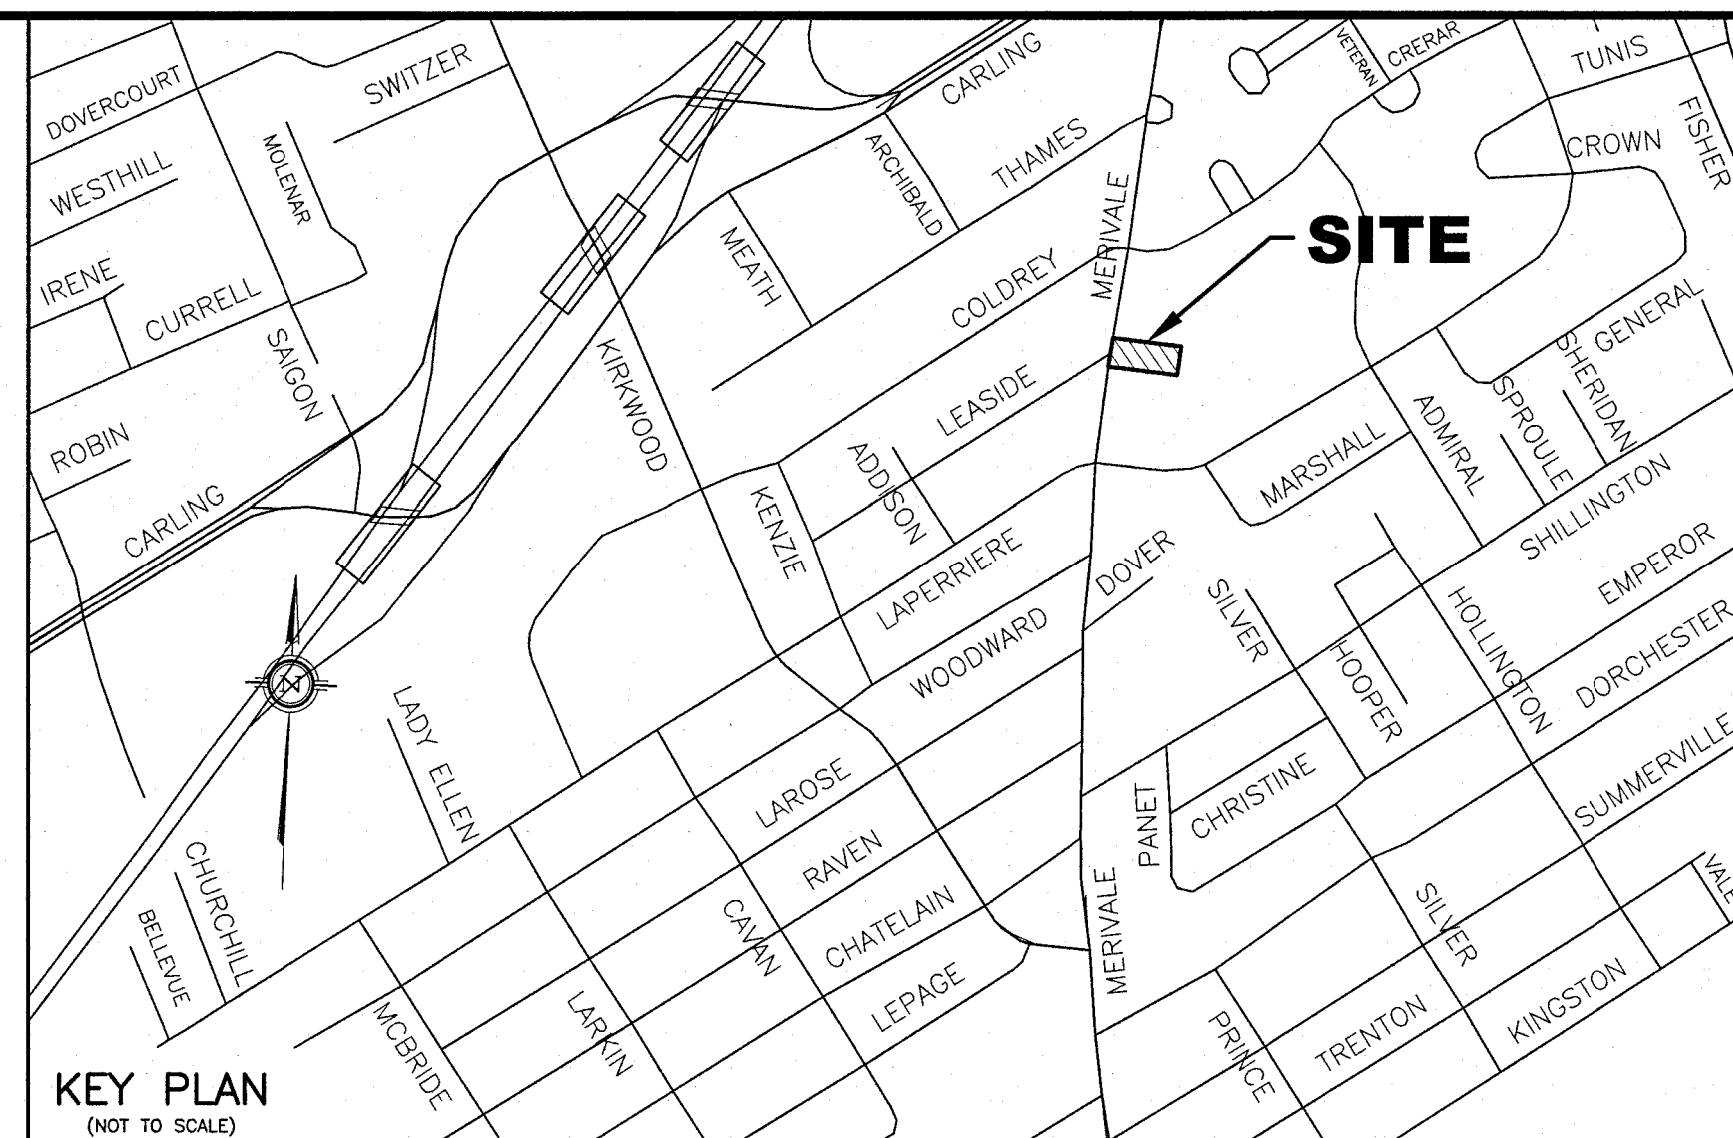 DOVERCOURT
SWITZER
CARLING
VETERAN
CRERAR
TUNIS
FISHER
WESTHILL
MOLENAR
ARCHIBALD
THAMES
CROWN
MERIVALE
SITE
IRENE
CURRELL
SAIGON
MEATH
COLDREY
GENERAL
SHERIDAN
KIRKWOOD
LEASIDE
SPROULE
ADMIRAL
MARSHALL
ROBIN
ADDISON
SHILLINGTON
CARLING
KENZIE
LAPERRIERE
DOVER
EMPEROR
SILVER
HOLLINGTON
WOODWARD
HOOPER
DORCHESTER
N
LADY ELLEN
LAROSE
PANET
CHRISTINE
SUMMERVILLE
RAVEN
CHURCHILL
MERIVALE
VALE
BELLEVUE
CAVAN
CHATELAIN
SILVER
LEPAGE
LARKIN
MCBRIDE
PRINCE
TRENTON
KINGSTON
KEY PLAN
(NOT TO SCALE)